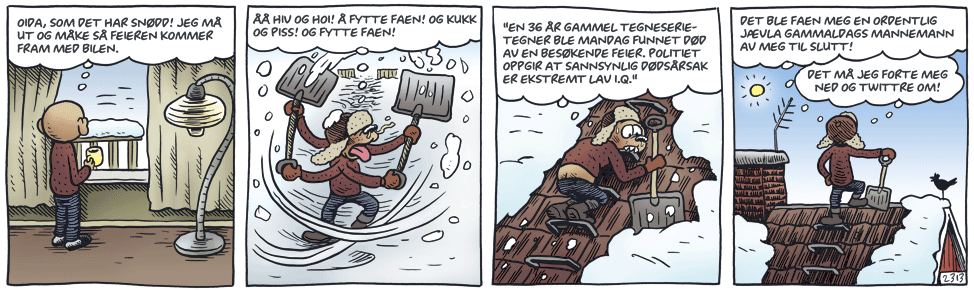 OIDA, SOM DET HAR SNØDD! JEG MÅ
UT OG MÅKE SÅ FEIEREN KOMMER
FRAM MED BILEN.
ÅÅ HIV OG HOI! Å FYTTE FAEN! OG KUKK
OG PISS! OG FYTTE FAEN!
"EN 36 ÅR GAMMEL TEGNESERIE-
TEGNER BLE MANDAG FUNNET DØD
AV EN BESØKENDE FEIER. POLITIET
OPPGIR AT SANNSYNLIG DØDSÅRSAK
ER EKSTREMT LAV I.Q."
DET BLE FAEN MEG EN ORDENTLIG
JÆVLA GAMMALDAGS MANNEMANN
AV MEG TIL SLUTT!
DET MÅ JEG FORTE MEG
NED OG TWITTRE OM!
2313